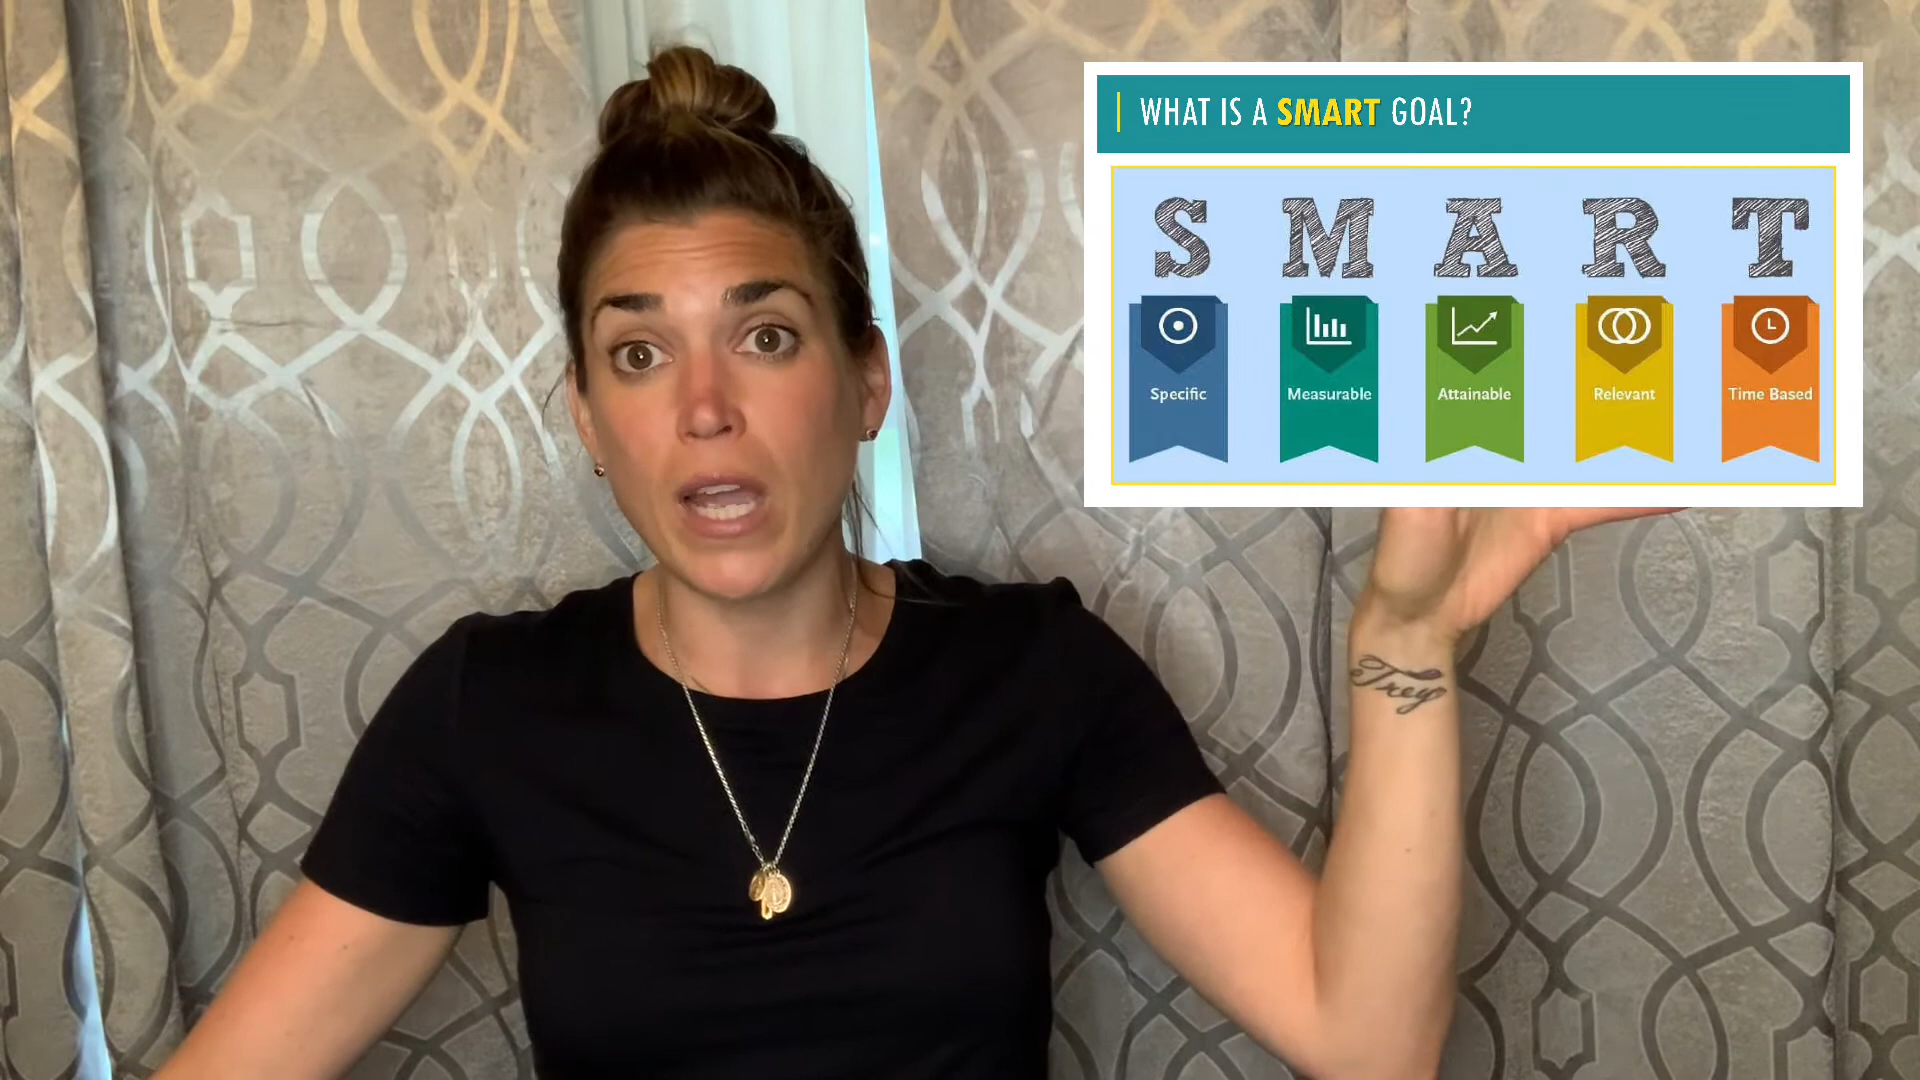 WHAT IS A SMART GOAL?
S M A R T
Specific Measurable Attainable Relevant Time Based
Trey